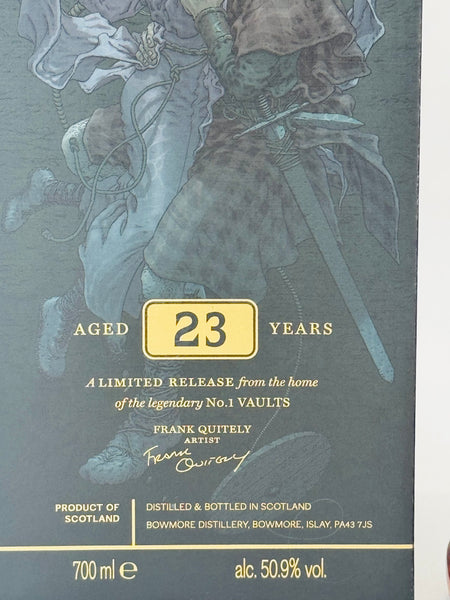 AGED 23 YEARS
A LIMITED RELEASE from the home
of the legendary No.1 VAULTS
FRANK QUITELY
ARTIST
Frank
Quitely
PRODUCT OF
SCOTLAND
DISTILLED & BOTTLED IN SCOTLAND
BOWMORE DISTILLERY, BOWMORE, ISLAY, PA43 7JS
700 ml ℮
alc. 50.9% vol.